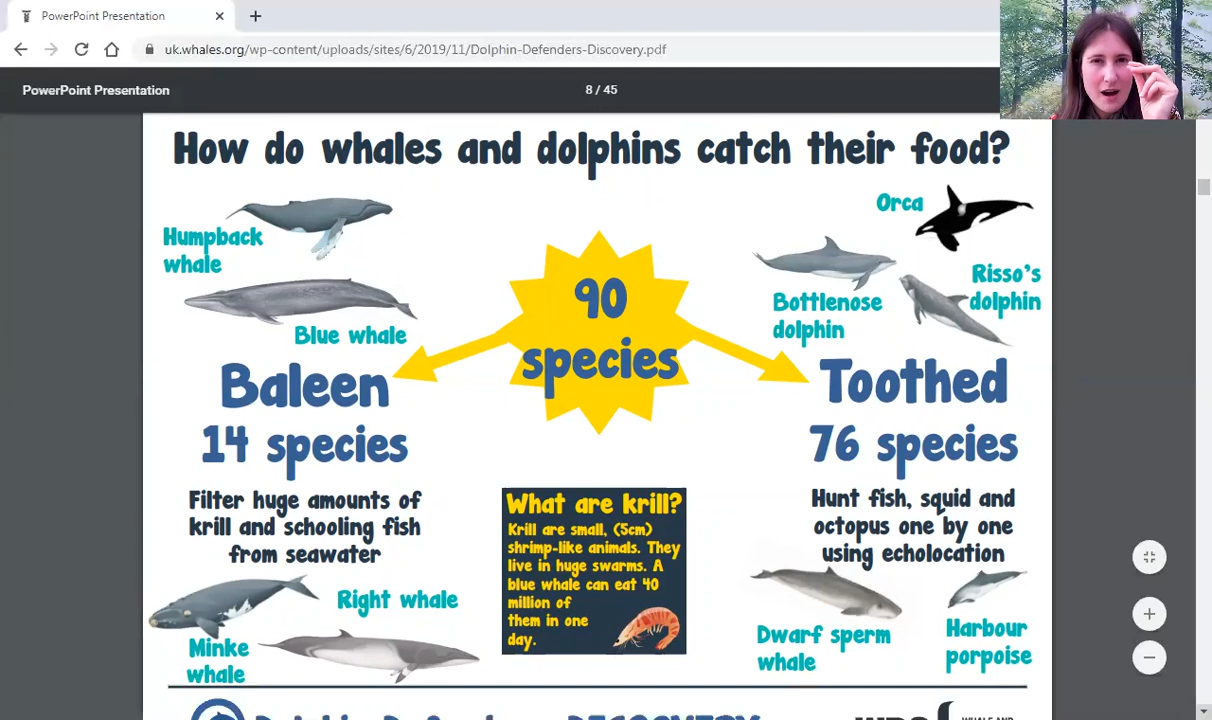 PowerPoint Presentation
uk.whales.org/wp-content/uploads/sites/6/2019/11/Dolphin-Defenders-Discovery.pdf
PowerPoint Presentation
8 / 45
How do whales and dolphins catch their food?
Humpback
whale
Blue whale
Baleen
14 species
Filter huge amounts of
krill and schooling fish
from seawater
Right whale
Minke
whale
90
species
What are krill?
Krill are small, (5cm)
shrimp-like animals. They
live in huge swarms. A
blue whale can eat 40
million of
them in one
day.
Orca
Risso's
dolphin
Bottlenose
dolphin
Toothed
76 species
Hunt fish, squid and
octopus one by one
using echolocation
Dwarf sperm
whale
Harbour
porpoise